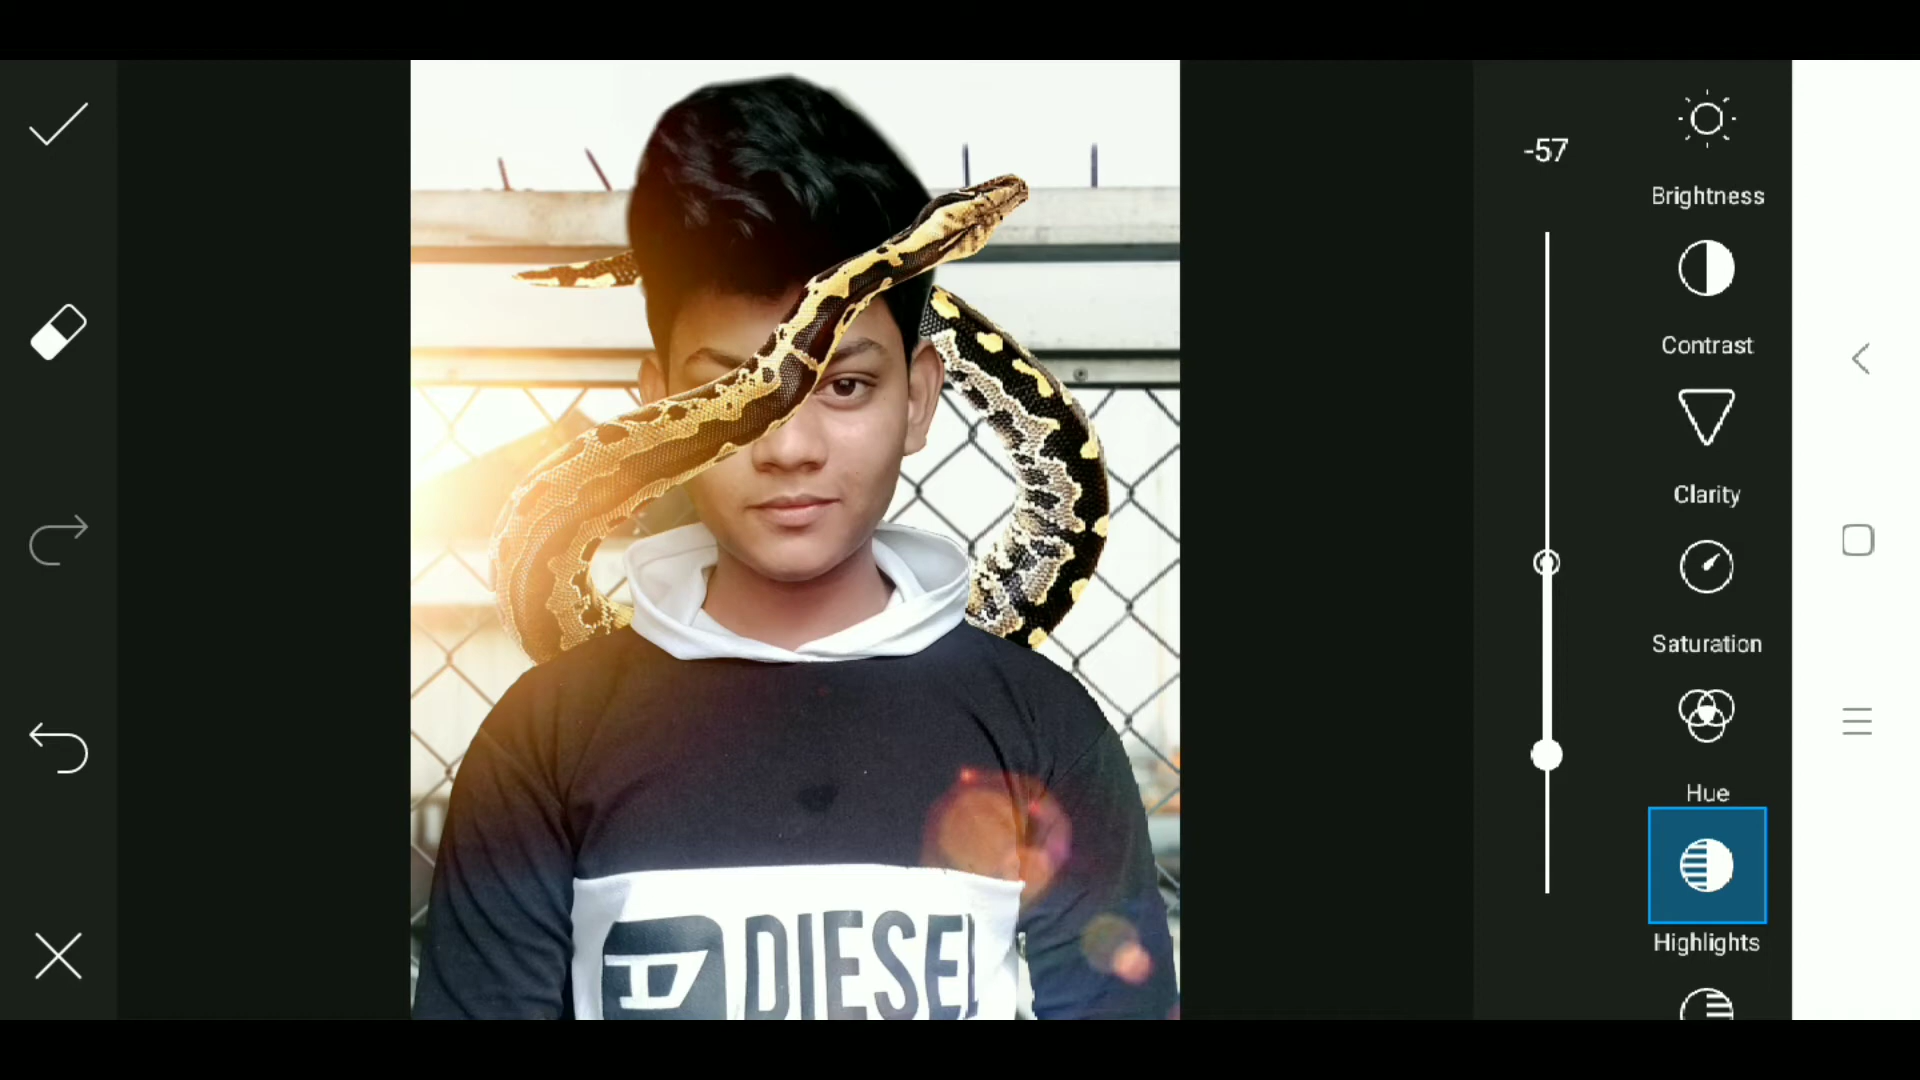 -57
Brightness
Contrast
Clarity
Saturation
Hue
Highlights
DIESEL